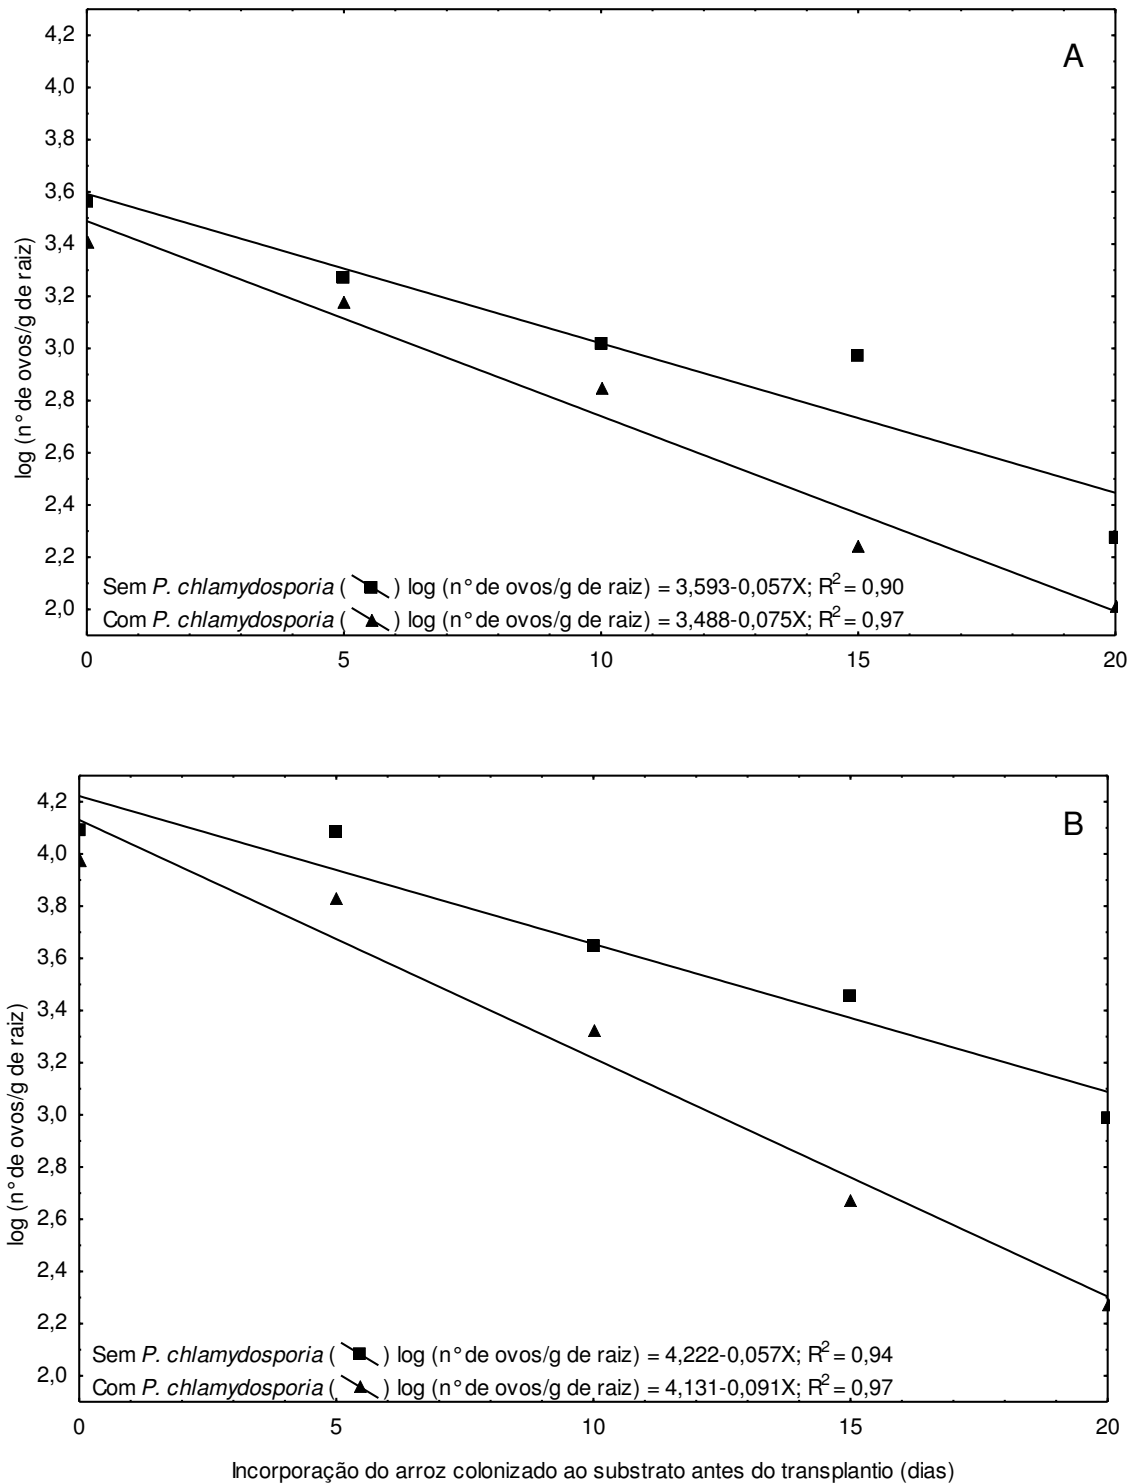 A
4,2
4,0
3,8
3,6
3,4
3,2
3,0
2,8
2,6
2,4
2,2
2,0
log (n° de ovos/g de raiz)
Sem P. chlamydosporia ( ) log (n° de ovos/g de raiz) = 3,593-0,057X; R² = 0,90
Com P. chlamydosporia ( ) log (n° de ovos/g de raiz) = 3,488-0,075X; R² = 0,97
0 5 10 15 20
B
4,2
4,0
3,8
3,6
3,4
3,2
3,0
2,8
2,6
2,4
2,2
2,0
log (n° de ovos/g de raiz)
Sem P. chlamydosporia ( ) log (n° de ovos/g de raiz) = 4,222-0,057X; R² = 0,94
Com P. chlamydosporia ( ) log (n° de ovos/g de raiz) = 4,131-0,091X; R² = 0,97
0 5 10 15 20
Incorporação do arroz colonizado ao substrato antes do transplantio (dias)